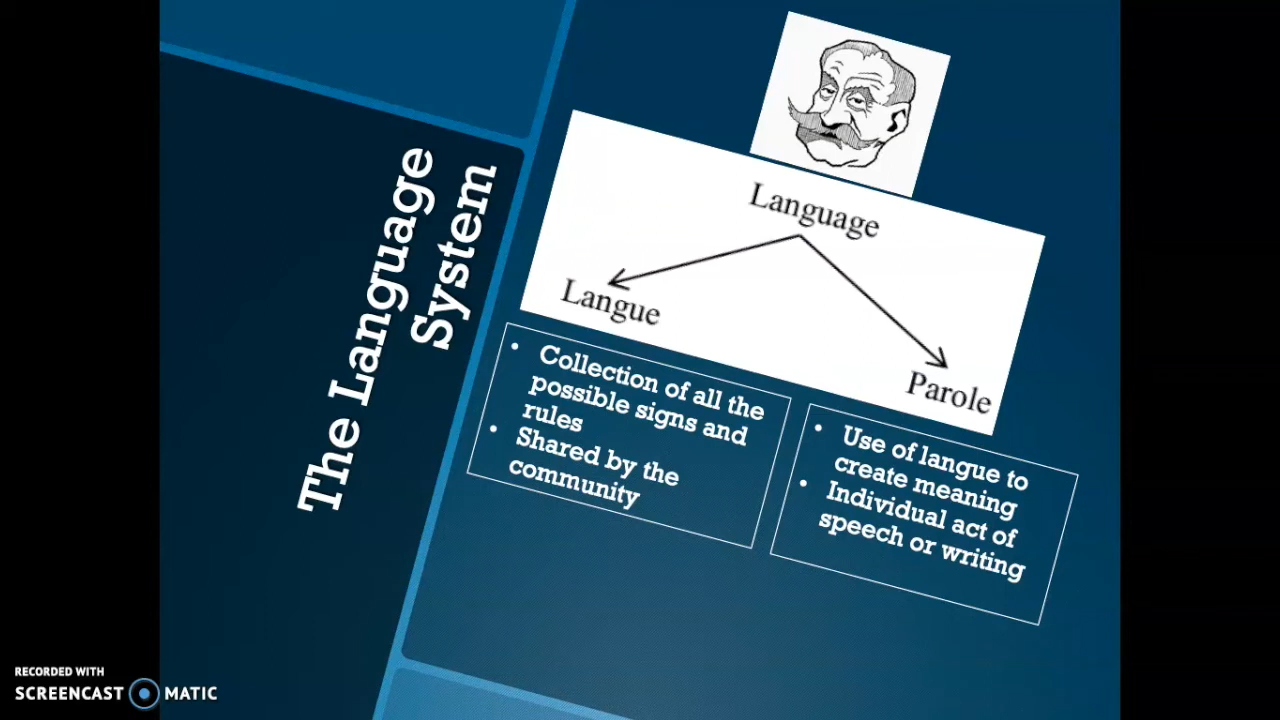 The Language
System
Language
Langue
Parole
• Collection of all the
possible signs and
rules
• Shared by the
community
• Use of langue to
create meaning
• Individual act of
speech or writing
RECORDED WITH
SCREENCAST MATIC